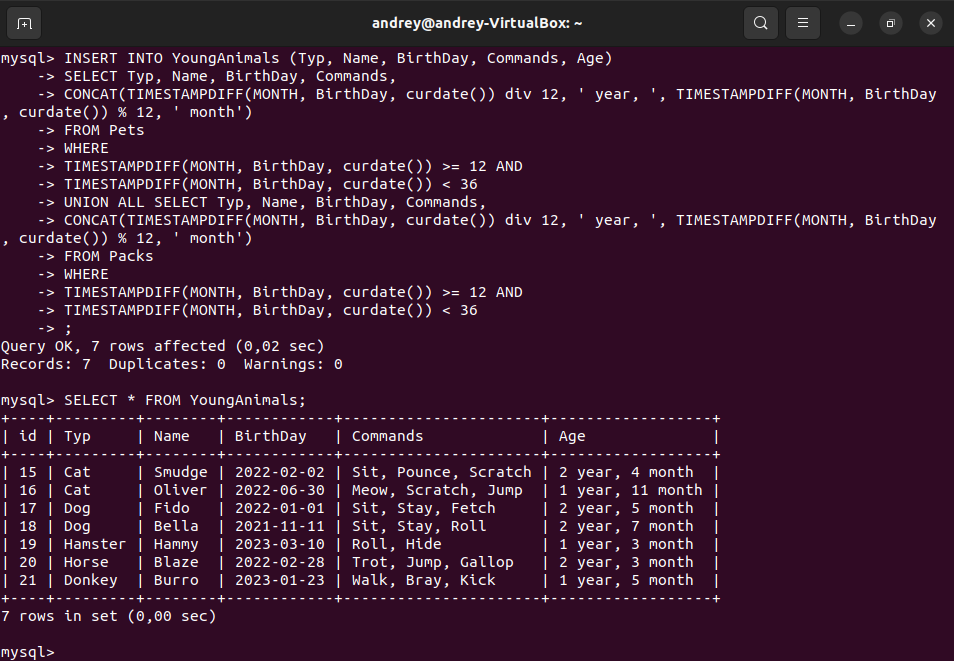 andrey@andrey-VirtualBox: ~
mysql> INSERT INTO YoungAnimals (Typ, Name, BirthDay, Commands, Age)
    -> SELECT Typ, Name, BirthDay, Commands,
    -> CONCAT(TIMESTAMPDIFF(MONTH, BirthDay, curdate()) div 12, ' year, ', TIMESTAMPDIFF(MONTH, BirthDay
, curdate()) % 12, ' month')
    -> FROM Pets
    -> WHERE
    -> TIMESTAMPDIFF(MONTH, BirthDay, curdate()) >= 12 AND
    -> TIMESTAMPDIFF(MONTH, BirthDay, curdate()) < 36
    -> UNION ALL SELECT Typ, Name, BirthDay, Commands,
    -> CONCAT(TIMESTAMPDIFF(MONTH, BirthDay, curdate()) div 12, ' year, ', TIMESTAMPDIFF(MONTH, BirthDay
, curdate()) % 12, ' month')
    -> FROM Packs
    -> WHERE
    -> TIMESTAMPDIFF(MONTH, BirthDay, curdate()) >= 12 AND
    -> TIMESTAMPDIFF(MONTH, BirthDay, curdate()) < 36
    -> ;
Query OK, 7 rows affected (0,02 sec)
Records: 7  Duplicates: 0  Warnings: 0

mysql> SELECT * FROM YoungAnimals;
+----+---------+--------+------------+----------------------+------------------+
| id | Typ     | Name   | BirthDay   | Commands             | Age              |
+----+---------+--------+------------+----------------------+------------------+
| 15 | Cat     | Smudge | 2022-02-02 | Sit, Pounce, Scratch | 2 year, 4 month  |
| 16 | Cat     | Oliver | 2022-06-30 | Meow, Scratch, Jump  | 1 year, 11 month |
| 17 | Dog     | Fido   | 2022-01-01 | Sit, Stay, Fetch     | 2 year, 5 month  |
| 18 | Dog     | Bella  | 2021-11-11 | Sit, Stay, Roll      | 2 year, 7 month  |
| 19 | Hamster | Hammy  | 2023-03-10 | Roll, Hide           | 1 year, 3 month  |
| 20 | Horse   | Blaze  | 2022-02-28 | Trot, Jump, Gallop   | 2 year, 3 month  |
| 21 | Donkey  | Burro  | 2023-01-23 | Walk, Bray, Kick     | 1 year, 5 month  |
+----+---------+--------+------------+----------------------+------------------+
7 rows in set (0,00 sec)

mysql>